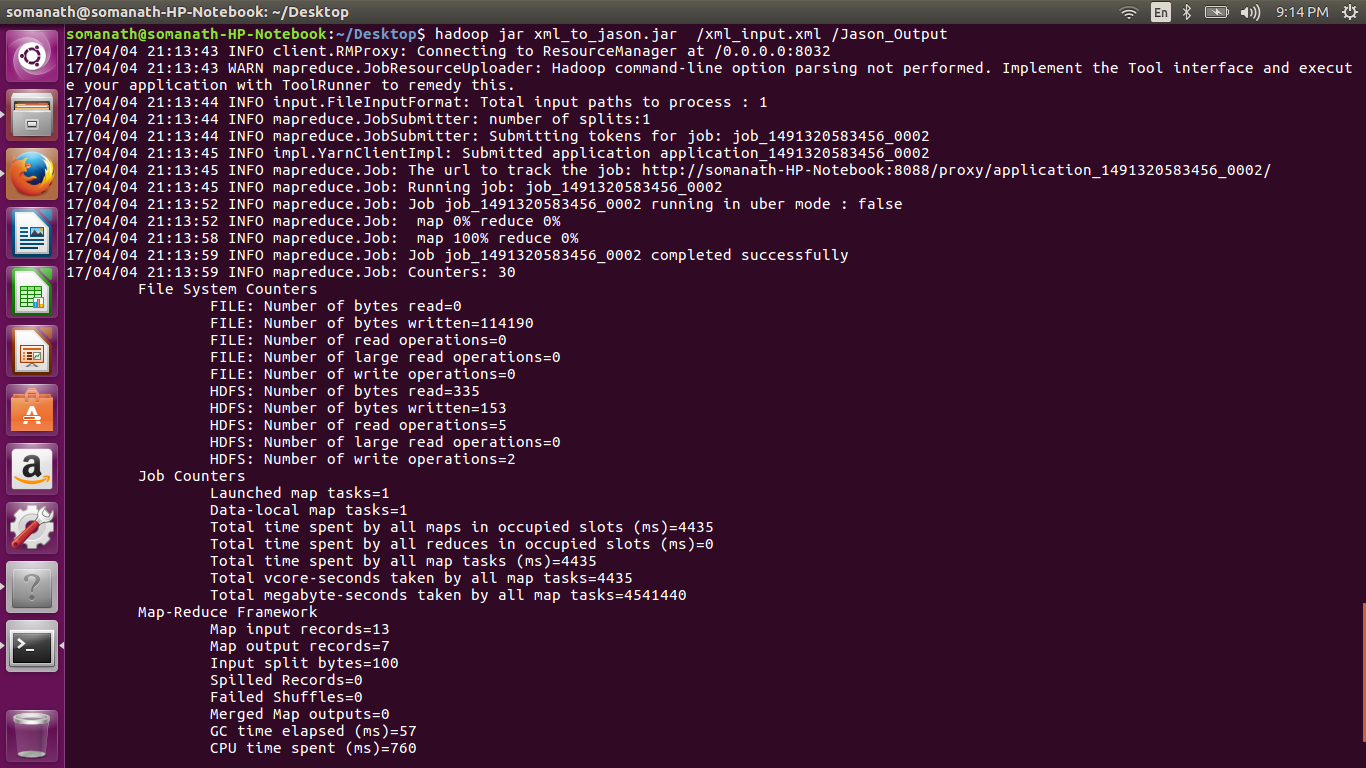 somanath@somanath-HP-Notebook: ~/Desktop
En
9:14 PM
somanath@somanath-HP-Notebook:~/Desktop$ hadoop jar xml_to_jason.jar  /xml_input.xml /Jason_Output
17/04/04 21:13:43 INFO client.RMProxy: Connecting to ResourceManager at /0.0.0.0:8032
17/04/04 21:13:43 WARN mapreduce.JobResourceUploader: Hadoop command-line option parsing not performed. Implement the Tool interface and execut
e your application with ToolRunner to remedy this.
17/04/04 21:13:44 INFO input.FileInputFormat: Total input paths to process : 1
17/04/04 21:13:44 INFO mapreduce.JobSubmitter: number of splits:1
17/04/04 21:13:44 INFO mapreduce.JobSubmitter: Submitting tokens for job: job_1491320583456_0002
17/04/04 21:13:45 INFO impl.YarnClientImpl: Submitted application application_1491320583456_0002
17/04/04 21:13:45 INFO mapreduce.Job: The url to track the job: http://somanath-HP-Notebook:8088/proxy/application_1491320583456_0002/
17/04/04 21:13:45 INFO mapreduce.Job: Running job: job_1491320583456_0002
17/04/04 21:13:52 INFO mapreduce.Job: Job job_1491320583456_0002 running in uber mode : false
17/04/04 21:13:52 INFO mapreduce.Job:  map 0% reduce 0%
17/04/04 21:13:58 INFO mapreduce.Job:  map 100% reduce 0%
17/04/04 21:13:59 INFO mapreduce.Job: Job job_1491320583456_0002 completed successfully
17/04/04 21:13:59 INFO mapreduce.Job: Counters: 30
File System Counters
FILE: Number of bytes read=0
FILE: Number of bytes written=114190
FILE: Number of read operations=0
FILE: Number of large read operations=0
FILE: Number of write operations=0
HDFS: Number of bytes read=335
HDFS: Number of bytes written=153
HDFS: Number of read operations=5
HDFS: Number of large read operations=0
HDFS: Number of write operations=2
Job Counters
Launched map tasks=1
Data-local map tasks=1
Total time spent by all maps in occupied slots (ms)=4435
Total time spent by all reduces in occupied slots (ms)=0
Total time spent by all map tasks (ms)=4435
Total vcore-seconds taken by all map tasks=4435
Total megabyte-seconds taken by all map tasks=4541440
Map-Reduce Framework
Map input records=13
Map output records=7
Input split bytes=100
Spilled Records=0
Failed Shuffles=0
Merged Map outputs=0
GC time elapsed (ms)=57
CPU time spent (ms)=760